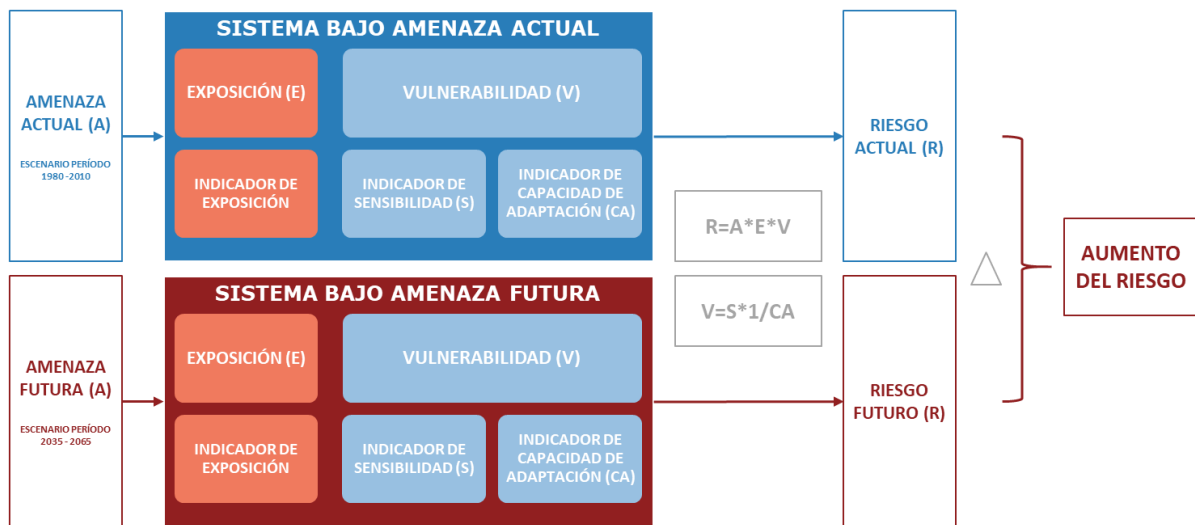 AMENAZA
ACTUAL (A)
ESCENARIO PERÍODO
1980 -2010
SISTEMA BAJO AMENAZA ACTUAL
EXPOSICIÓN (E)
VULNERABILIDAD (V)
INDICADOR DE
EXPOSICIÓN
INDICADOR DE
SENSIBILIDAD (S)
INDICADOR DE
CAPACIDAD DE
ADAPTACIÓN (CA)
RIESGO
ACTUAL (R)
R=A*E*V
V=S*1/CA
AUMENTO
DEL RIESGO
AMENAZA
FUTURA (A)
ESCENARIO PERÍODO
2035 - 2065
SISTEMA BAJO AMENAZA FUTURA
EXPOSICIÓN (E)
VULNERABILIDAD (V)
INDICADOR DE
EXPOSICIÓN
INDICADOR DE
SENSIBILIDAD (S)
INDICADOR DE
CAPACIDAD DE
ADAPTACIÓN (CA)
RIESGO
FUTURO (R)